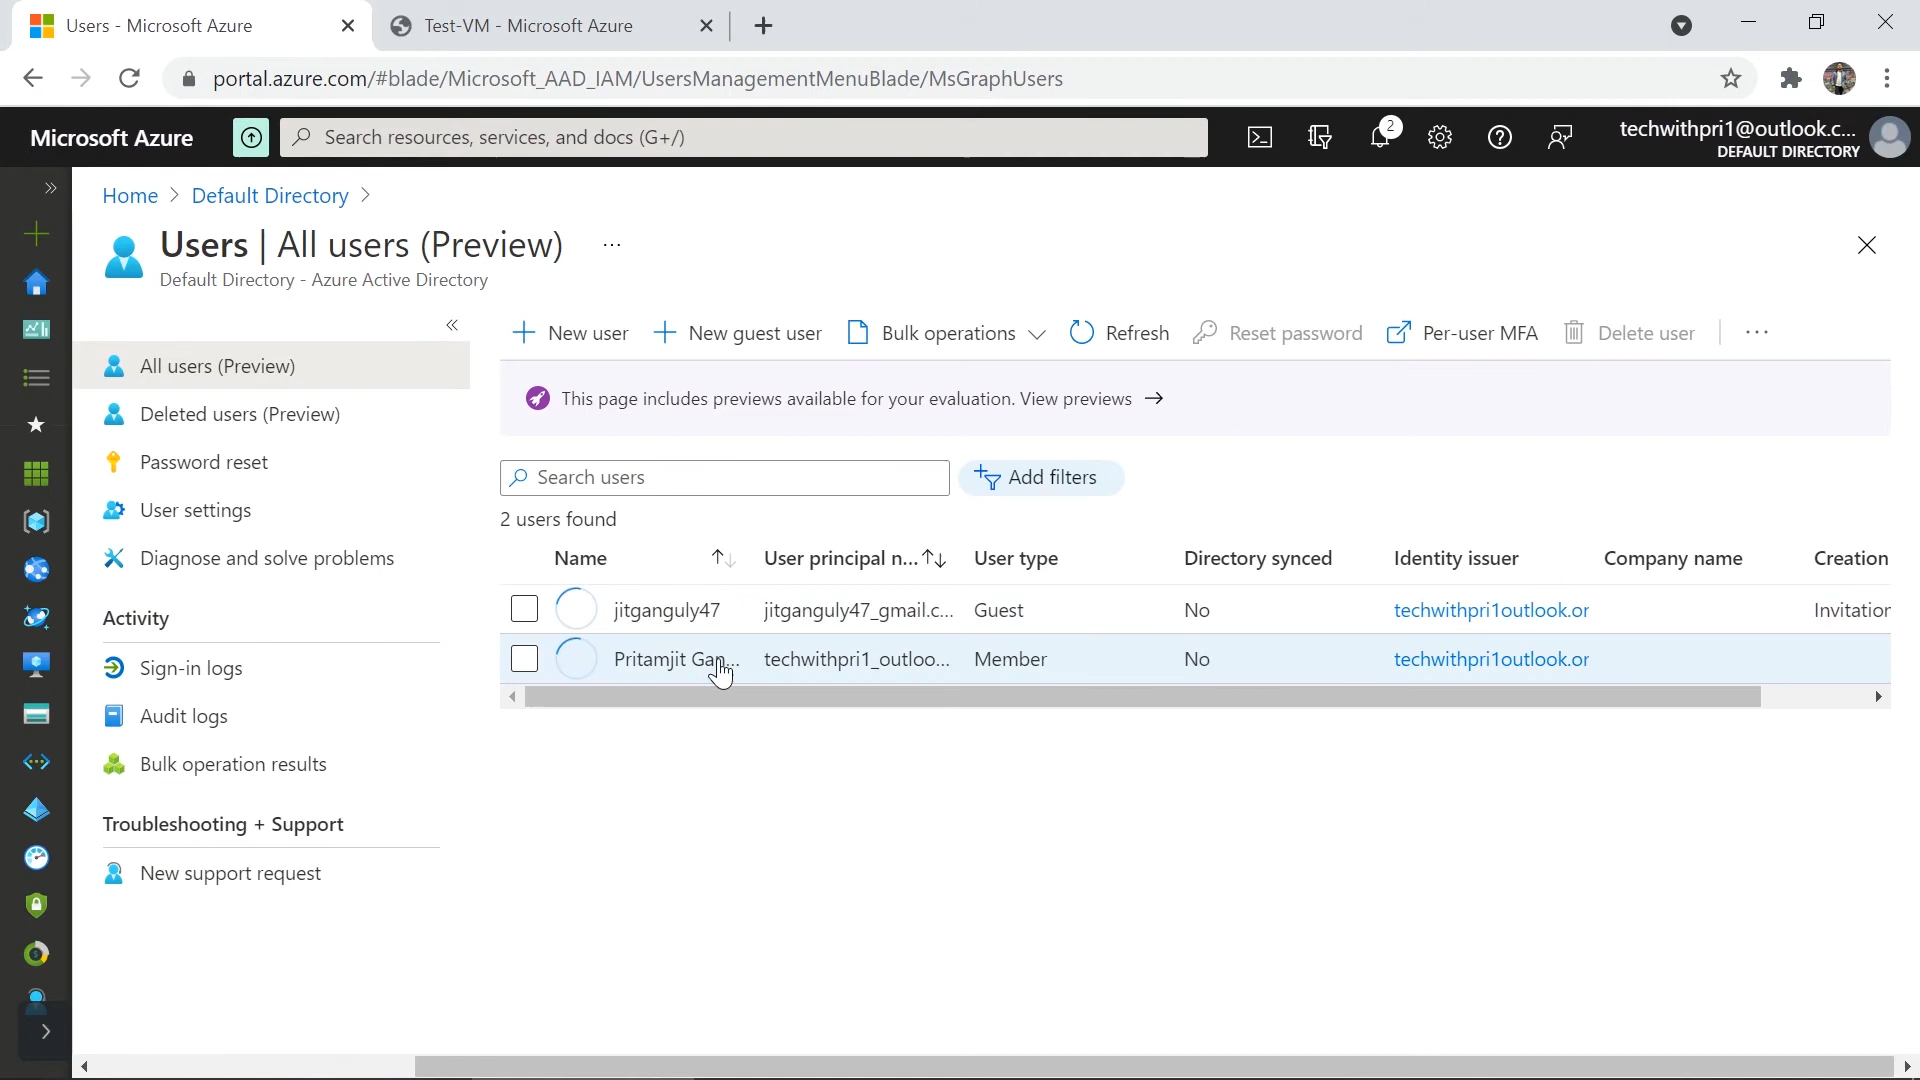 Users - Microsoft Azure
Test-VM - Microsoft Azure
portal.azure.com/#blade/Microsoft_AAD_IAM/UsersManagementMenuBlade/MsGraphUsers
Microsoft Azure
Search resources, services, and docs (G+/)
2
techwithpri1@outlook.c...
DEFAULT DIRECTORY
Home > Default Directory >
Users | All users (Preview) ...
Default Directory - Azure Active Directory
New user
New guest user
Bulk operations
Refresh
Reset password
Per-user MFA
Delete user
...
All users (Preview)
Deleted users (Preview)
Password reset
User settings
Diagnose and solve problems
Activity
Sign-in logs
Audit logs
Bulk operation results
Troubleshooting + Support
New support request
This page includes previews available for your evaluation. View previews →
Search users
Add filters
2 users found
Name User principal n... User type Directory synced Identity issuer Company name Creation
jitganguly47 jitganguly47_gmail.c... Guest No techwithpri1outlook.or Invitation
Pritamjit Gan... techwithpri1_outloo... Member No techwithpri1outlook.or